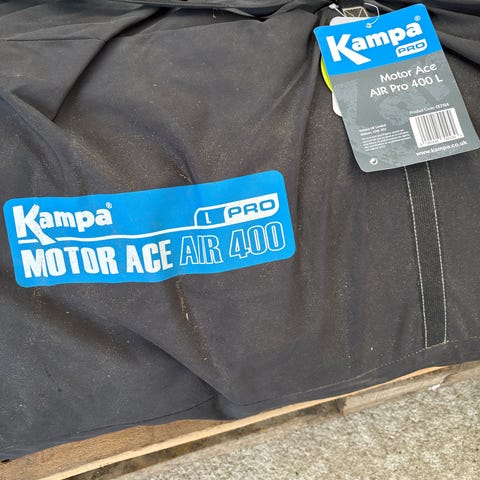 Kampa®
PRO
Motor Ace
AIR Pro 400 L
www.kampa.co.uk
Kampa®
L PRO
MOTOR ACE AIR 400